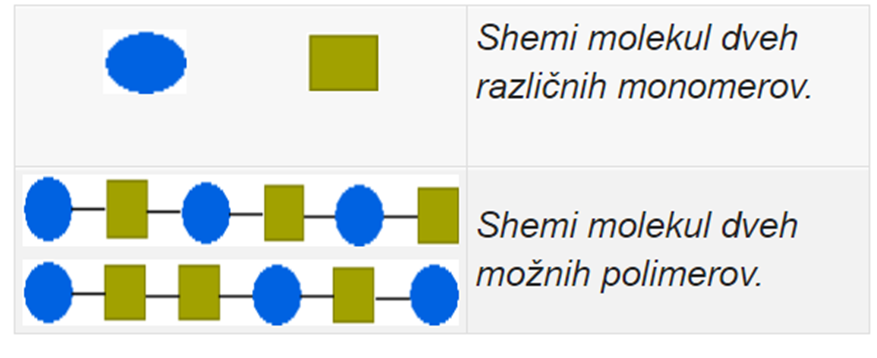 Shemi molekul dveh
različnih monomerov.
Shemi molekul dveh
možnih polimerov.